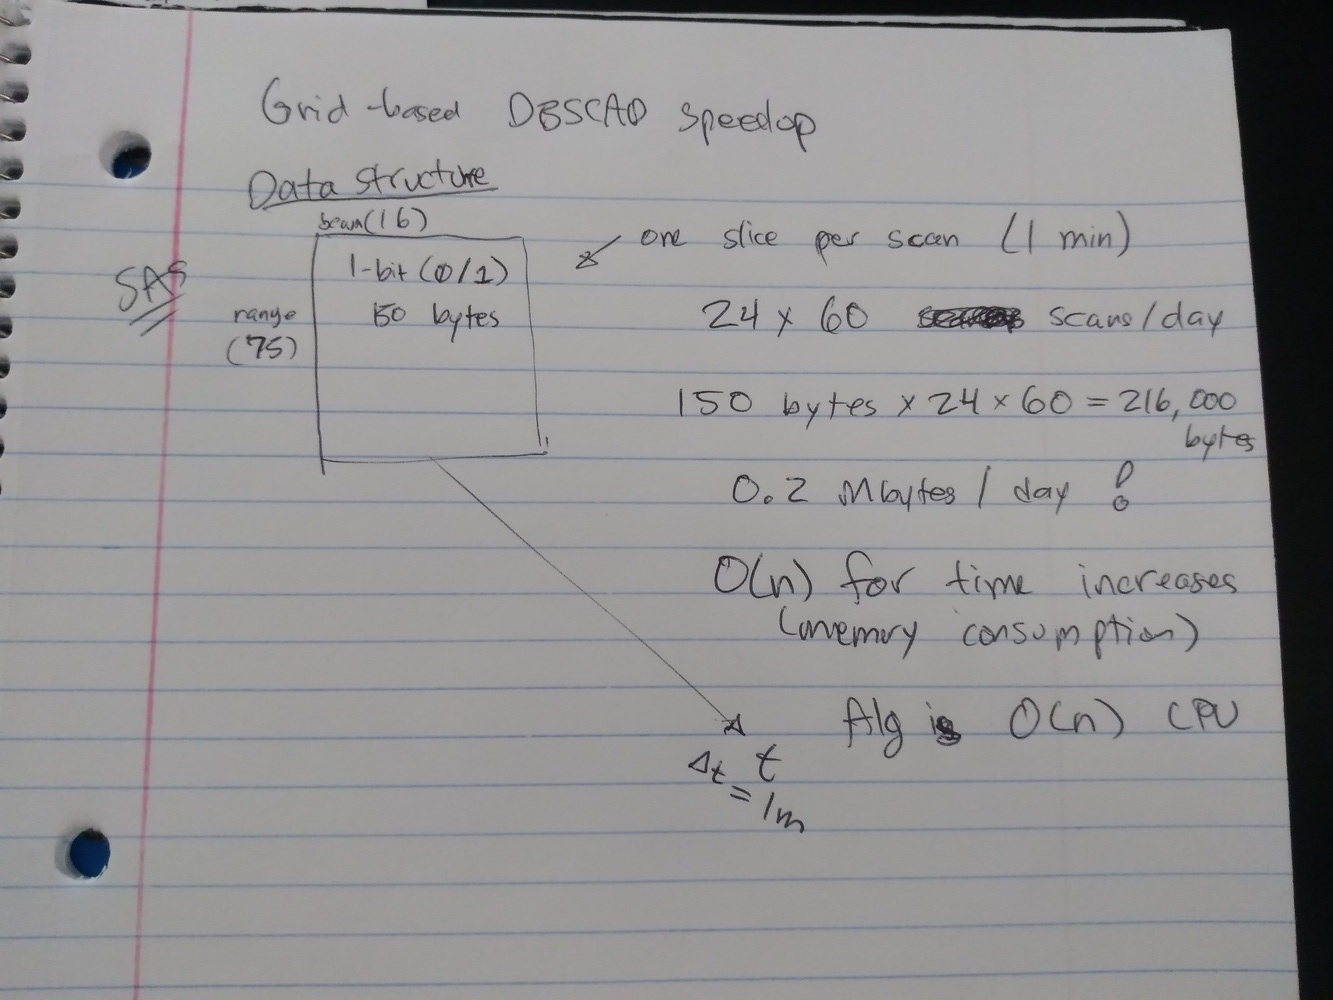 Grid-based DBSCAN speedup
Data structure
beam(16)
one slice per scan (1 min)
1-bit (0/1)
SAS
range
(75)
150 bytes
24 x 60 scans/day
150 bytes x 24 x 60 = 216,000
bytes
0.2 Mbytes / day !
O(n) for time increases
(memory consumption)
Alg is O(n) CPU
Δt t
= 1m